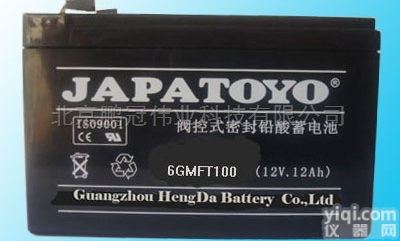 JAPATOYO
北京鹏冠伟业科技有限公司
ISO9001
阀控式密封铅酸蓄电池
6GMFT100 (12V.12Ah)
Guangzhou HengDa Battery Co.,Ltd
yiqi.com
仪器网